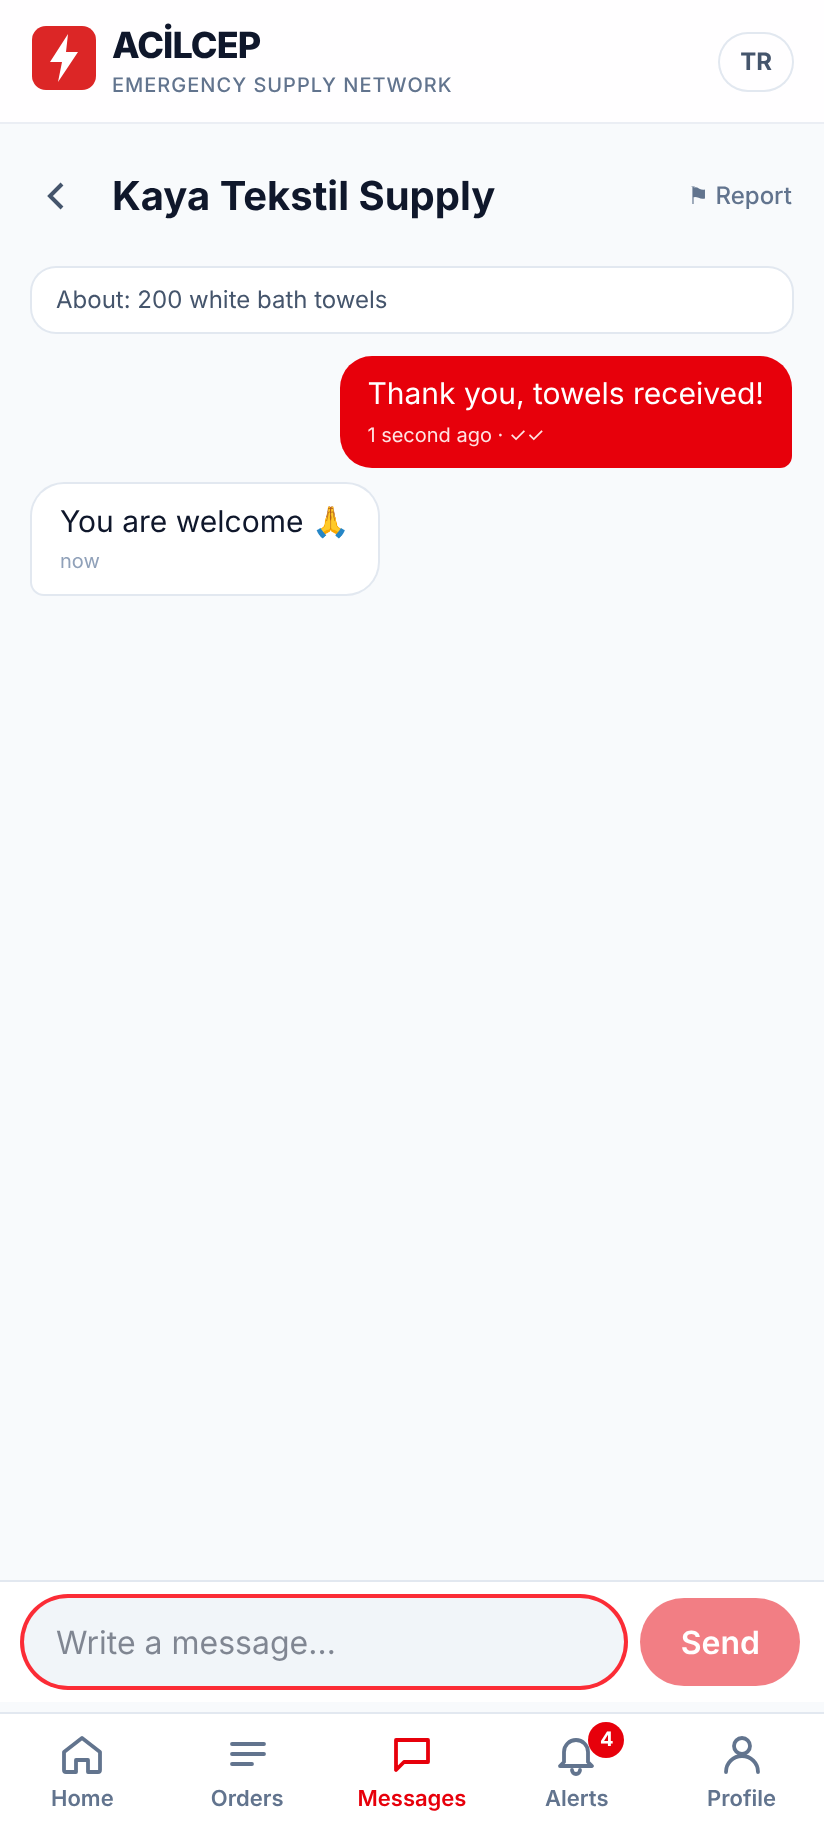 ACİLCEP
EMERGENCY SUPPLY NETWORK
TR
Kaya Tekstil Supply
⚑ Report
About: 200 white bath towels
Thank you, towels received!
1 second ago · ✓✓
You are welcome 🙏
now
Write a message...
Send
4
Home
Orders
Messages
Alerts
Profile